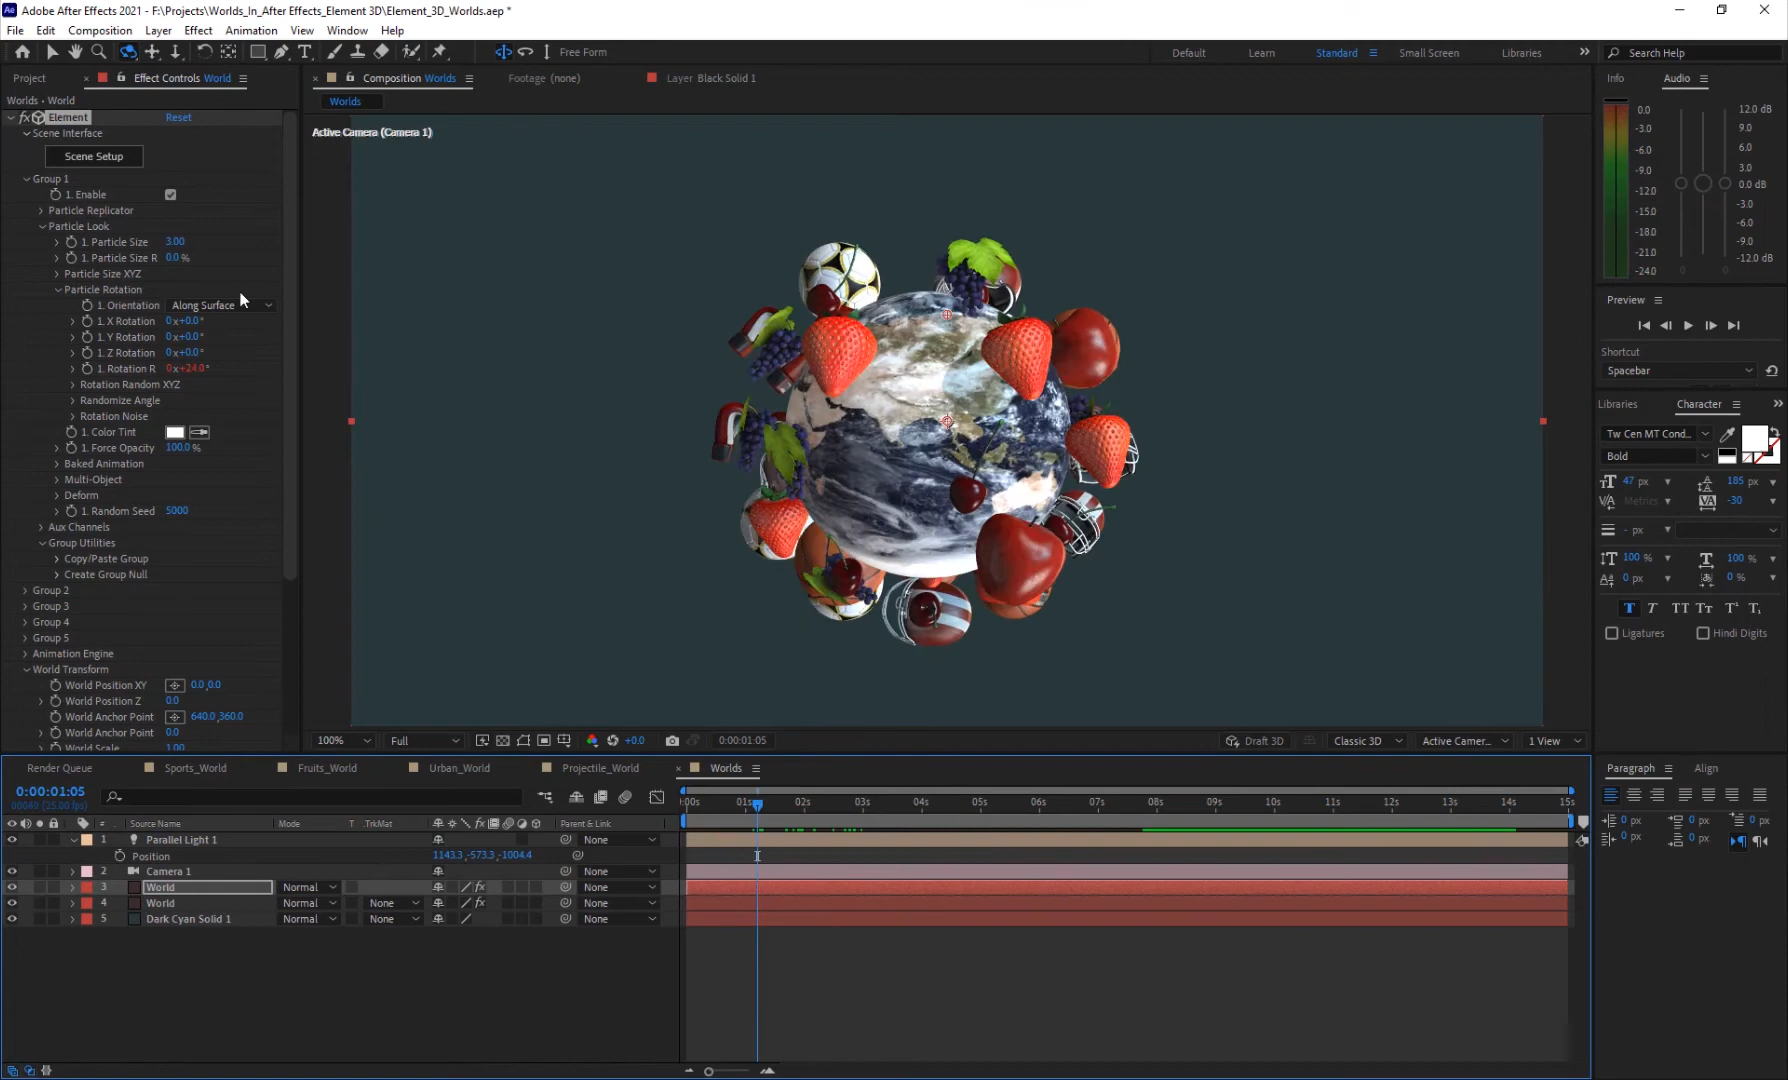 Adobe After Effects 2021 - F:\Projects\Worlds_In_After Effects_Element 3D\Element_3D_Worlds.aep *
File Edit Composition Layer Effect Animation View Window Help
Free Form Default Learn Standard Small Screen Libraries Search Help
Project Effect Controls World Composition Worlds Footage (none) Layer Black Solid 1 Info Audio
Worlds • World
Worlds
Element Reset
Scene Interface
Scene Setup
Group 1
1. Enable
Particle Replicator
Particle Look
1. Particle Size 3.00
1. Particle Size R 0.0 %
Particle Size XYZ
Particle Rotation
1. Orientation Along Surface
1. X Rotation 0x+0.0°
1. Y Rotation 0x+0.0°
1. Z Rotation 0x+0.0°
1. Rotation R 0x+24.0°
Rotation Random XYZ
Randomize Angle
Rotation Noise
1. Color Tint
1. Force Opacity 100.0 %
Baked Animation
Multi-Object
Deform
1. Random Seed 5000
Aux Channels
Group Utilities
Copy/Paste Group
Create Group Null
Group 2
Group 3
Group 4
Group 5
Animation Engine
World Transform
World Position XY 0.0,0.0
World Position Z 0.0
World Anchor Point 640.0,360.0
World Anchor Point 0.0
World Scale 1.00
Active Camera (Camera 1)
100% Full +0.0 0:00:01:05 Draft 3D Classic 3D Active Camer... 1 View
0.0 12.0 dB
-3.0 9.0
-6.0 6.0
-9.0 3.0
-12.0 0.0 dB
-15.0 -3.0
-18.0 -6.0
-21.0 -9.0
-24.0 -12.0 dB
0 0
Preview
Shortcut
Spacebar
Libraries Character
Tw Cen MT Cond...
Bold
47 px 185 px
Metrics -30
- px
100 % 100 %
0 px 0 %
T T TT Tt T¹ T₁
Ligatures Hindi Digits
Paragraph Align
0 px 0 px 0 px
0 px 0 px
Render Queue Sports_World Fruits_World Urban_World Projectile_World Worlds
0:00:01:05
# Source Name Mode T .TrkMat Parent & Link
:00s 01s 02s 03s 04s 05s 06s 07s 08s 09s 10s 11s 12s 13s 14s 15s
1 Parallel Light 1 None
Position 1143.3,-573.3,-1004.4
2 Camera 1 None
3 World Normal None
4 World Normal None None
5 Dark Cyan Solid 1 Normal None None